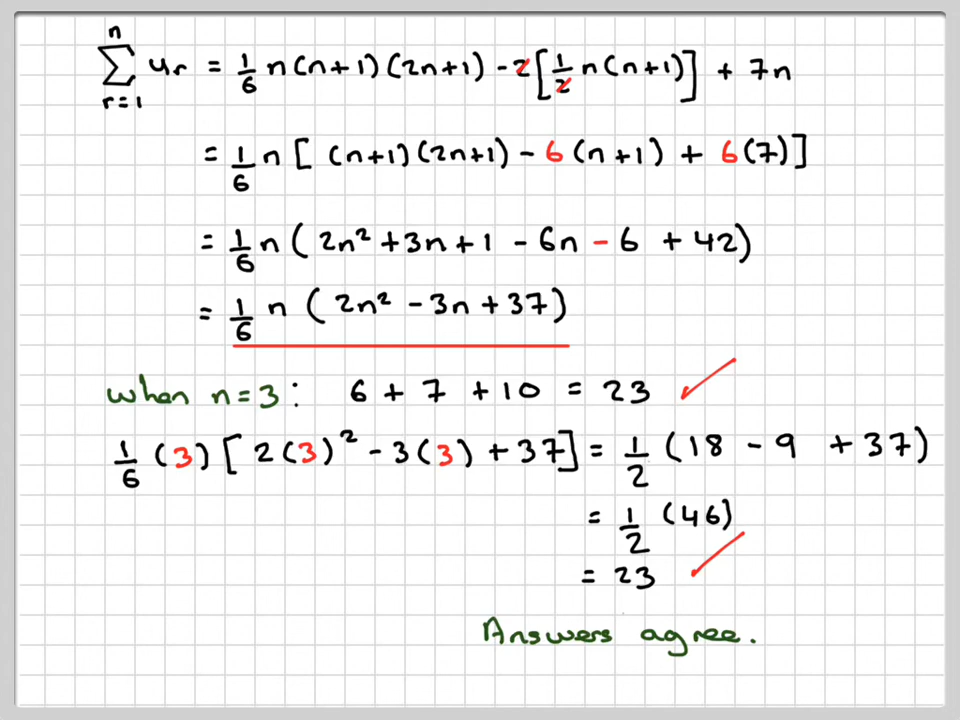 n
∑ uᵣ = 1/6 n(n+1)(2n+1) - 2[1/2 n(n+1)] + 7n
r=1
= 1/6 n[ (n+1)(2n+1) - 6(n+1) + 6(7)]
= 1/6 n(2n² + 3n + 1 - 6n - 6 + 42)
= 1/6 n (2n² - 3n + 37)
when n=3: 6 + 7 + 10 = 23 ✓
1/6 (3)[2(3)² - 3(3) + 37] = 1/2 (18 - 9 + 37)
= 1/2 (46)
= 23 ✓
Answers agree.